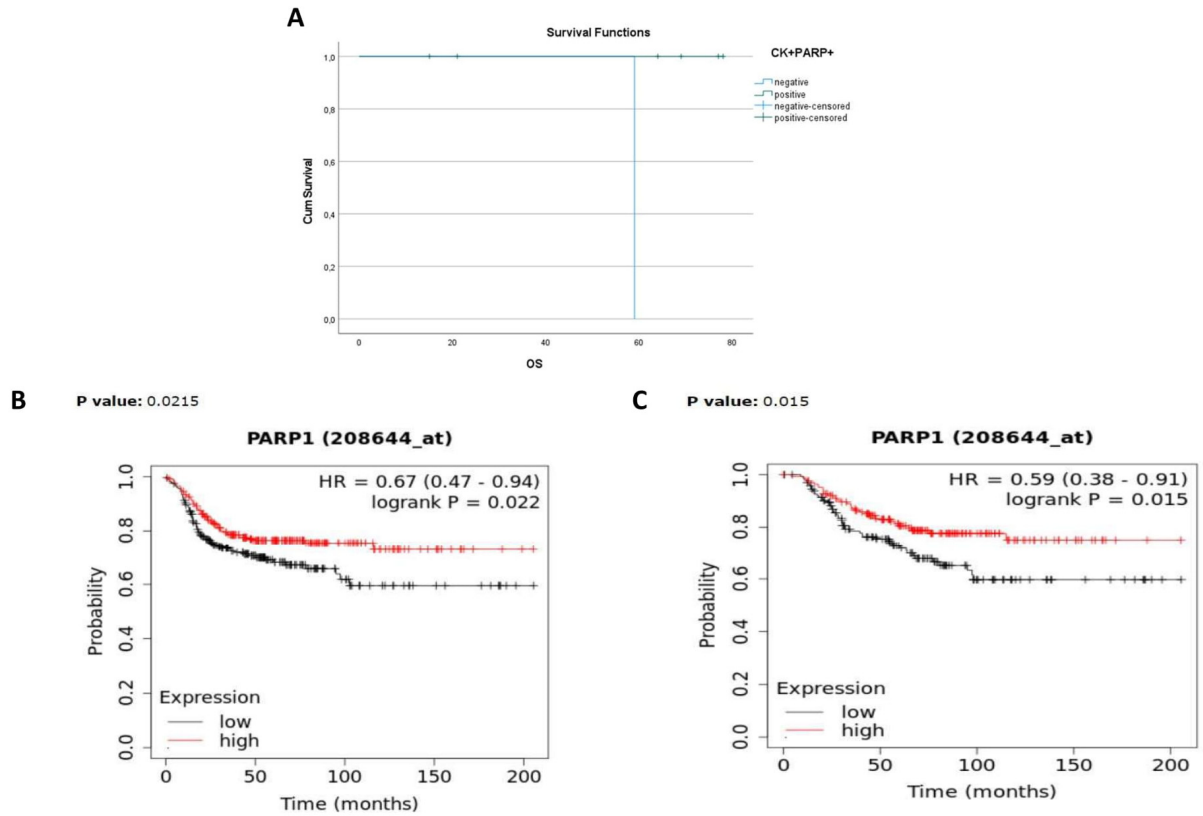 A
Survival Functions
CK+PARP+
negative
positive
negative-censored
positive-censored
1,0
0,8
0,6
0,4
0,2
0,0
Cum Survival
0 20 40 60 80
OS
B
P value: 0.0215
PARP1 (208644_at)
HR = 0.67 (0.47 - 0.94)
logrank P = 0.022
1.0
0.8
0.6
0.4
0.2
0.0
Probability
Expression
low
high
0 50 100 150 200
Time (months)
C
P value: 0.015
PARP1 (208644_at)
HR = 0.59 (0.38 - 0.91)
logrank P = 0.015
1.0
0.8
0.6
0.4
0.2
0.0
Probability
Expression
low
high
0 50 100 150 200
Time (months)